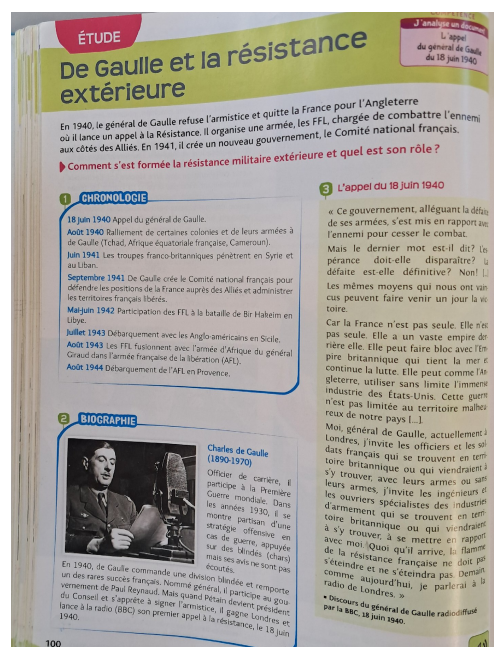 ÉTUDE
De Gaulle et la résistance
extérieure
J'analyse un document
L'appel
du général de Gaulle
du 18 juin 1940
En 1940, le général de Gaulle refuse l'armistice et quitte la France pour l'Angleterre
où il lance un appel à la Résistance. Il organise une armée, les FFL, chargée de combattre l'ennemi
aux côtés des Alliés. En 1941, il crée un nouveau gouvernement, le Comité national français.
Comment s'est formée la résistance militaire extérieure et quel est son rôle ?
1 CHRONOLOGIE
18 juin 1940 Appel du général de Gaulle.
Août 1940 Ralliement de certaines colonies et de leurs armées à
de Gaulle (Tchad, Afrique équatoriale française, Cameroun).
Juin 1941 Les troupes franco-britanniques pénètrent en Syrie et
au Liban.
Septembre 1941 De Gaulle crée le Comité national français pour
défendre les positions de la France auprès des Alliés et administrer
les territoires français libérés.
Mai-juin 1942 Participation des FFL à la bataille de Bir Hakeim en
Libye.
Juillet 1943 Débarquement avec les Anglo-américains en Sicile.
Août 1943 Les FFL fusionnent avec l'armée d'Afrique du général
Giraud dans l'armée française de la libération (AFL).
Août 1944 Débarquement de l'AFL en Provence.
2 BIOGRAPHIE
Charles de Gaulle
(1890-1970)
Officier de carrière, il
participe à la Première
Guerre mondiale. Dans
les années 1930, il se
montre partisan d'une
stratégie offensive en
cas de guerre, appuyée
sur des blindés (chars)
mais ses avis ne sont pas
écoutés.
En 1940, de Gaulle commande une division blindée et remporte
un des rares succès français. Nommé général, il participe au gou-
vernement de Paul Reynaud. Mais quand Pétain devient président
du Conseil et s'apprête à signer l'armistice, il gagne Londres et
lance à la radio (BBC) son premier appel à la résistance, le 18 juin
1940.
100
3 L'appel du 18 juin 1940
« Ce gouvernement, alléguant la défaite
de ses armées, s'est mis en rapport avec
l'ennemi pour cesser le combat.
Mais le dernier mot est-il dit? L'es
pérance doit-elle disparaître? La
défaite est-elle définitive? Non! [...]
Les mêmes moyens qui nous ont vain
cus peuvent faire venir un jour la vic
toire.
Car la France n'est pas seule. Elle n'est
pas seule. Elle a un vaste empire der
rière elle. Elle peut faire bloc avec l'Em
pire britannique qui tient la mer et
continue la lutte. Elle peut comme l'An
gleterre, utiliser sans limite l'immense
industrie des États-Unis. Cette guerre
n'est pas limitée au territoire malheu
reux de notre pays [...].
Moi, général de Gaulle, actuellement à
Londres, j'invite les officiers et les sol
dats français qui se trouvent en terri-
toire britannique ou qui viendraient à
s'y trouver, avec leurs armes ou sans
leurs armes, j'invite les ingénieurs et
les ouvriers spécialistes des industries
d'armement qui se trouvent en terri-
toire britannique ou qui viendraient
à s'y trouver, à se mettre en rapport
avec moi. Quoi qu'il arrive, la flamme
de la résistance française ne doit pas
s'éteindre et ne s'éteindra pas. Demain,
comme aujourd'hui, je parlerai à la
radio de Londres. »
• Discours du général de Gaulle radiodiffusé
par la BBC, 18 juin 1940.